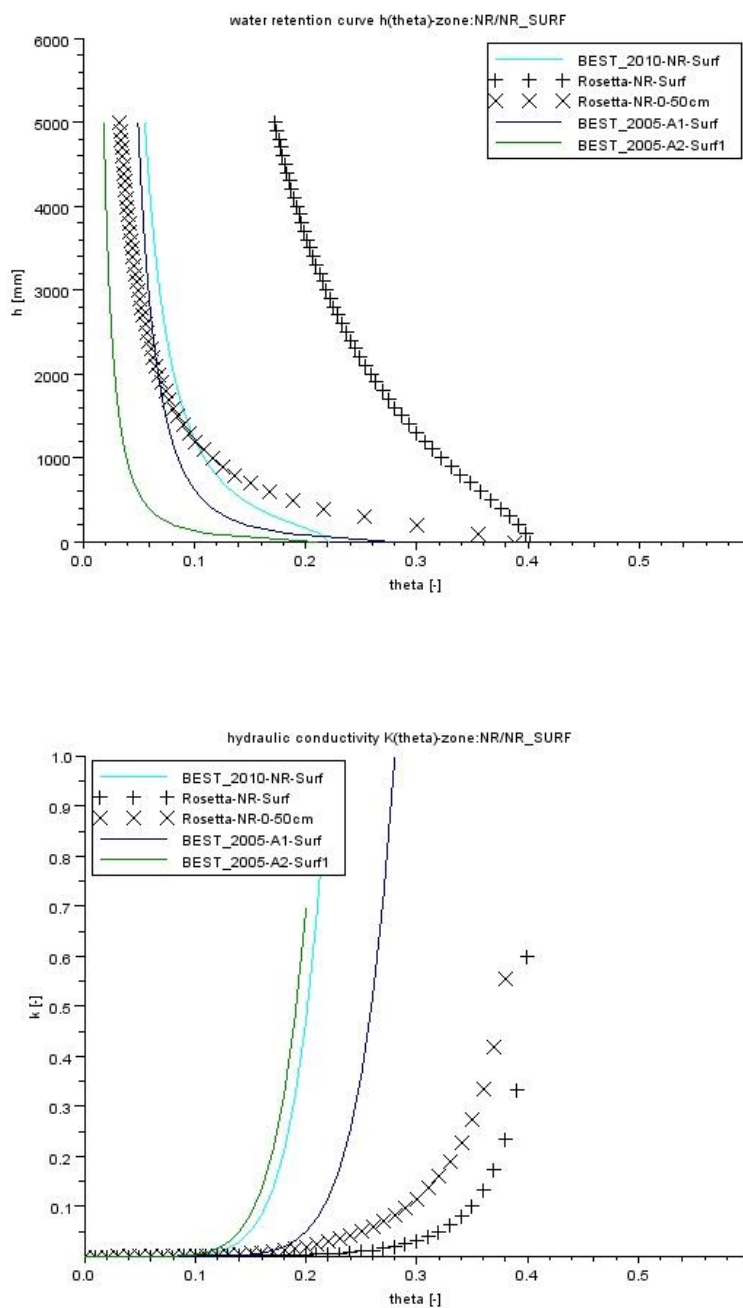 water retention curve h(theta)-zone:NR/NR_SURF
6000
BEST_2010-NR-Surf
Rosetta-NR-Surf
Rosetta-NR-0-50cm
BEST_2005-A1-Surf
BEST_2005-A2-Surf1
5000
4000
3000
h [mm]
2000
1000
0
0.0 0.1 0.2 0.3 0.4 0.5
theta [-]
hydraulic conductivity K(theta)-zone:NR/NR_SURF
1.0
BEST_2010-NR-Surf
Rosetta-NR-Surf
Rosetta-NR-0-50cm
BEST_2005-A1-Surf
BEST_2005-A2-Surf1
0.9
0.8
0.7
0.6
0.5
k [-]
0.4
0.3
0.2
0.1
0.0 0.1 0.2 0.3 0.4 0.5
theta [-]